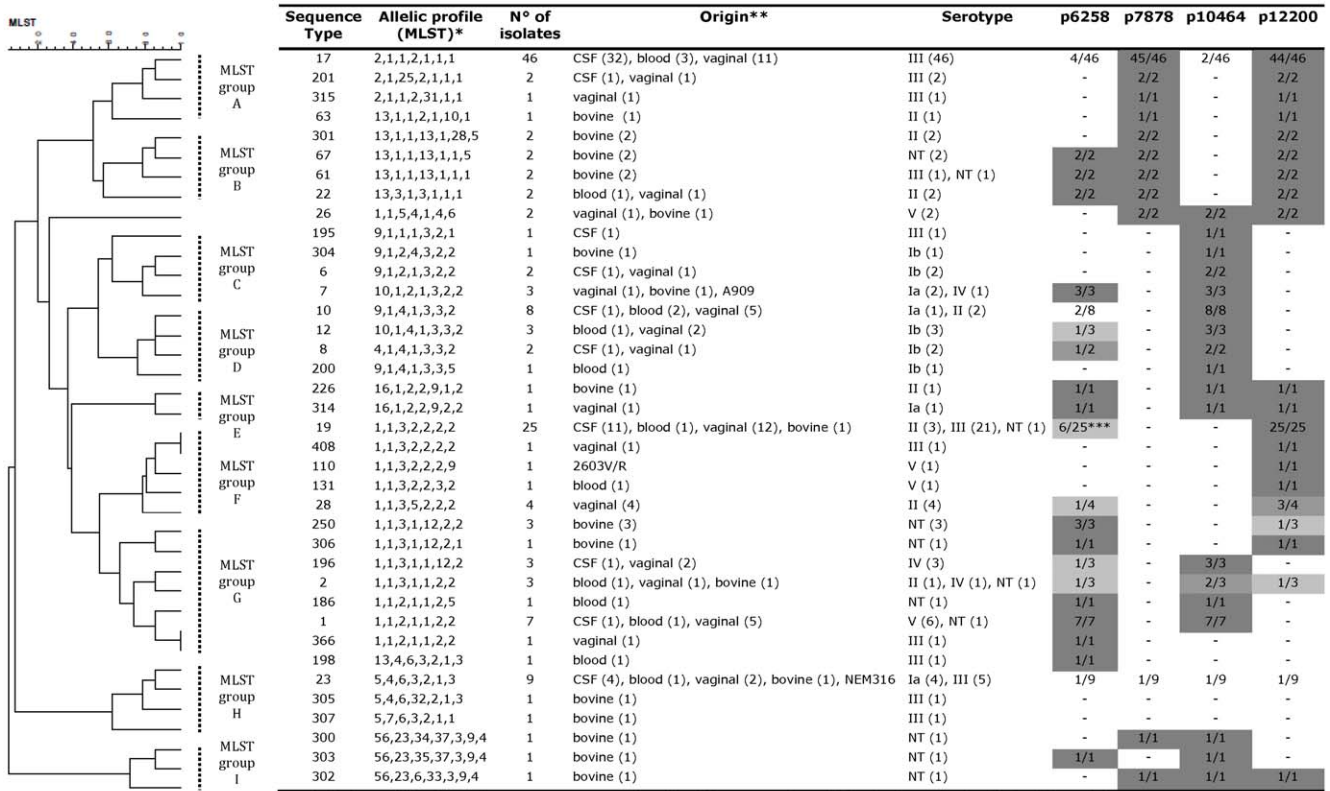 MLST
Sequence Type Allelic profile (MLST)* N° of isolates Origin** Serotype p6258 p7878 p10464 p12200
17 2,1,1,2,1,1,1 46 CSF (32), blood (3), vaginal (11) III (46) 4/46 45/46 2/46 44/46
201 2,1,25,2,1,1,1 2 CSF (1), vaginal (1) III (2) - 2/2 - 2/2
315 2,1,1,2,31,1,1 1 vaginal (1) III (1) - 1/1 - 1/1
63 13,1,1,2,1,10,1 1 bovine (1) II (1) - 1/1 - 1/1
MLST group A
301 13,1,1,13,1,28,5 2 bovine (2) II (2) - 2/2 - 2/2
67 13,1,1,13,1,1,5 2 bovine (2) NT (2) 2/2 2/2 - 2/2
61 13,1,1,13,1,1,1 2 bovine (2) III (1), NT (1) 2/2 2/2 - 2/2
22 13,3,1,3,1,1,1 2 blood (1), vaginal (1) II (2) 2/2 2/2 - 2/2
MLST group B
26 1,1,5,4,1,4,6 2 vaginal (1), bovine (1) V (2) - 2/2 2/2 2/2
195 9,1,1,1,3,2,1 1 CSF (1) III (1) - - 1/1 -
304 9,1,2,4,3,2,2 1 bovine (1) Ib (1) - - 1/1 -
6 9,1,2,1,3,2,2 2 CSF (1), vaginal (1) Ib (2) - - 2/2 -
7 10,1,2,1,3,2,2 3 vaginal (1), bovine (1), A909 Ia (2), IV (1) 3/3 - 3/3 -
MLST group C
10 9,1,4,1,3,3,2 8 CSF (1), blood (2), vaginal (5) Ia (1), II (2) 2/8 - 8/8 -
12 10,1,4,1,3,3,2 3 blood (1), vaginal (2) Ib (3) 1/3 - 3/3 -
8 4,1,4,1,3,3,2 2 CSF (1), vaginal (1) Ib (2) 1/2 - 2/2 -
200 9,1,4,1,3,3,5 1 blood (1) Ib (1) - - 1/1 -
MLST group D
226 16,1,2,2,9,1,2 1 bovine (1) II (1) 1/1 - 1/1 1/1
314 16,1,2,2,9,2,2 1 vaginal (1) Ia (1) 1/1 - 1/1 1/1
MLST group E
19 1,1,3,2,2,2,2 25 CSF (11), blood (1), vaginal (12), bovine (1) II (3), III (21), NT (1) 6/25*** - - 25/25
408 1,1,3,2,2,2,2 1 vaginal (1) III (1) - - - 1/1
110 1,1,3,2,2,2,9 1 2603V/R V (1) - - - 1/1
131 1,1,3,2,2,3,2 1 blood (1) V (1) - - - 1/1
28 1,1,3,5,2,2,2 4 vaginal (4) II (4) 1/4 - - 3/4
MLST group F
250 1,1,3,1,12,2,2 3 bovine (3) NT (3) 3/3 - - 1/3
306 1,1,3,1,12,2,1 1 bovine (1) NT (1) 1/1 - - 1/1
196 1,1,3,1,1,12,2 3 CSF (1), vaginal (2) IV (3) 1/3 - 3/3 -
2 1,1,3,1,1,2,2 3 blood (1), vaginal (1), bovine (1) II (1), IV (1), NT (1) 1/3 - 2/3 1/3
186 1,1,2,1,1,2,5 1 blood (1) NT (1) 1/1 - 1/1 -
1 1,1,2,1,1,2,2 7 CSF (1), blood (1), vaginal (5) V (6), NT (1) 7/7 - 7/7 -
366 1,1,2,1,1,2,2 1 vaginal (1) III (1) 1/1 - - -
MLST group G
198 13,4,6,3,2,1,3 1 blood (1) III (1) 1/1 - - -
23 5,4,6,3,2,1,3 9 CSF (4), blood (1), vaginal (2), bovine (1), NEM316 Ia (4), III (5) 1/9 1/9 1/9 1/9
305 5,4,6,32,2,1,3 1 bovine (1) III (1) - - - -
307 5,7,6,3,2,1,1 1 bovine (1) III (1) - - - -
MLST group H
300 56,23,34,37,3,9,4 1 bovine (1) NT (1) - 1/1 1/1 -
303 56,23,35,37,3,9,4 1 bovine (1) NT (1) 1/1 - 1/1 -
302 56,23,6,33,3,9,4 1 bovine (1) NT (1) - 1/1 1/1 1/1
MLST group I